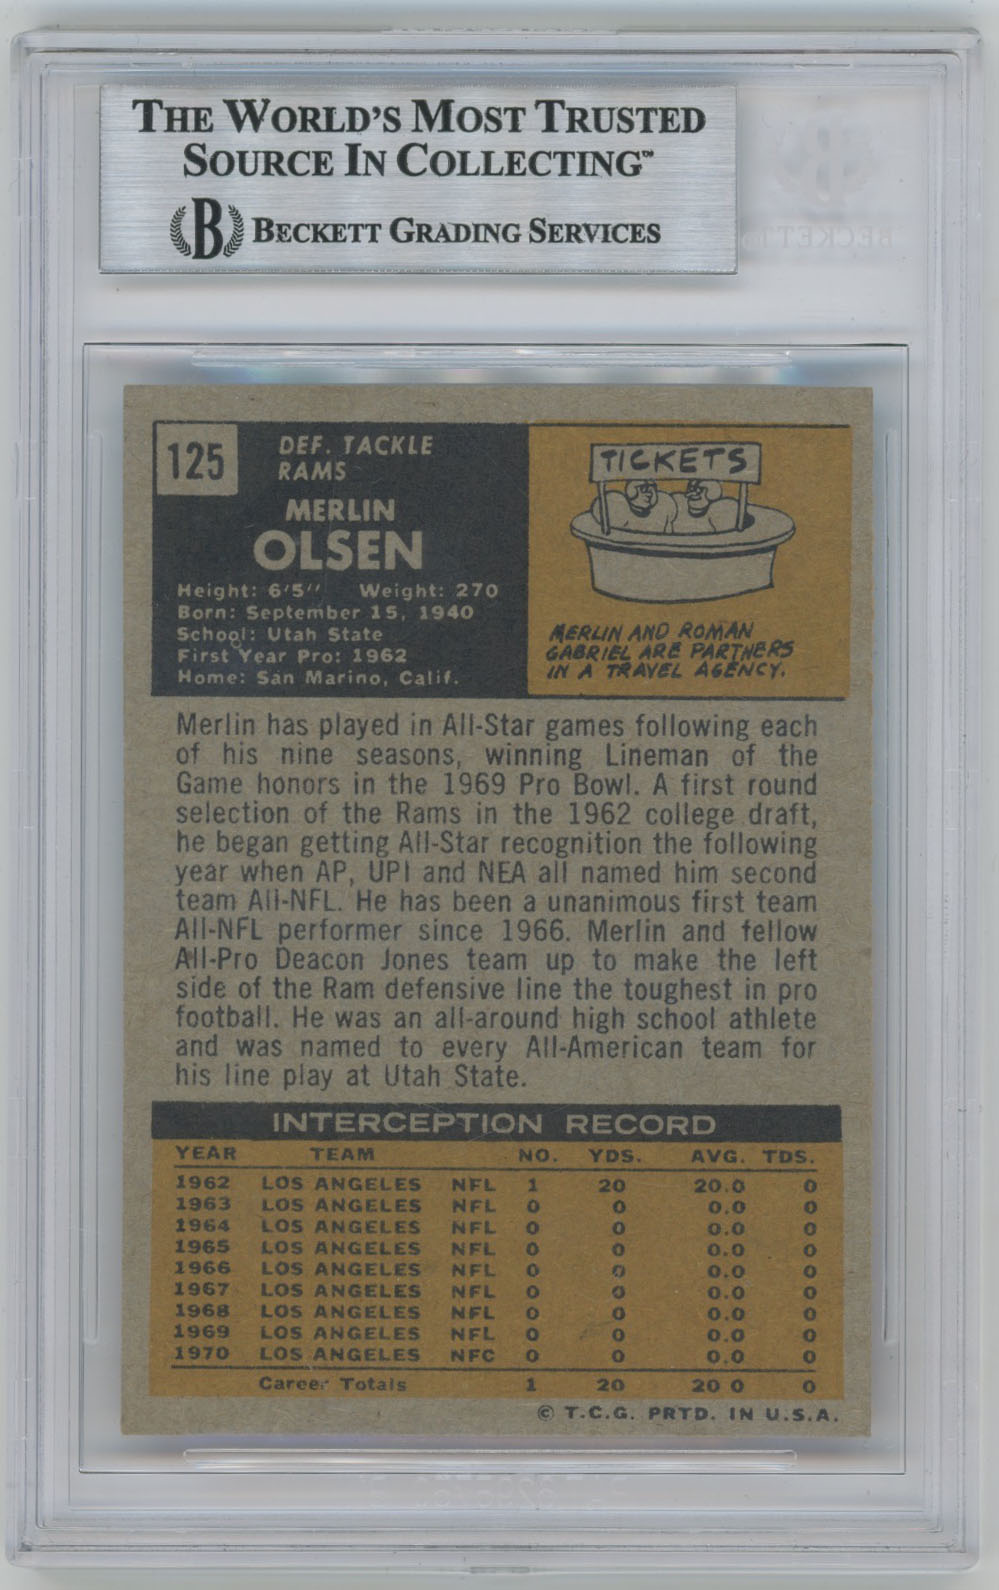 THE WORLD'S MOST TRUSTED
SOURCE IN COLLECTING™
B BECKETT GRADING SERVICES
125
DEF. TACKLE
RAMS
MERLIN
OLSEN
Height: 6'5'' Weight: 270
Born: September 15, 1940
School: Utah State
First Year Pro: 1962
Home: San Marino, Calif.
TICKETS
MERLIN AND ROMAN
GABRIEL ARE PARTNERS
IN A TRAVEL AGENCY.
Merlin has played in All-Star games following each
of his nine seasons, winning Lineman of the
Game honors in the 1969 Pro Bowl. A first round
selection of the Rams in the 1962 college draft,
he began getting All-Star recognition the following
year when AP, UPI and NEA all named him second
team All-NFL. He has been a unanimous first team
All-NFL performer since 1966. Merlin and fellow
All-Pro Deacon Jones team up to make the left
side of the Ram defensive line the toughest in pro
football. He was an all-around high school athlete
and was named to every All-American team for
his line play at Utah State.
INTERCEPTION RECORD
YEAR TEAM NO. YDS. AVG. TDS.
1962 LOS ANGELES NFL 1 20 20.0 0
1963 LOS ANGELES NFL 0 0 0.0 0
1964 LOS ANGELES NFL 0 0 0.0 0
1965 LOS ANGELES NFL 0 0 0.0 0
1966 LOS ANGELES NFL 0 0 0.0 0
1967 LOS ANGELES NFL 0 0 0.0 0
1968 LOS ANGELES NFL 0 0 0.0 0
1969 LOS ANGELES NFL 0 0 0.0 0
1970 LOS ANGELES NFC 0 0 0.0 0
Career Totals 1 20 20 0 0
© T.C.G. PRTD. IN U.S.A.